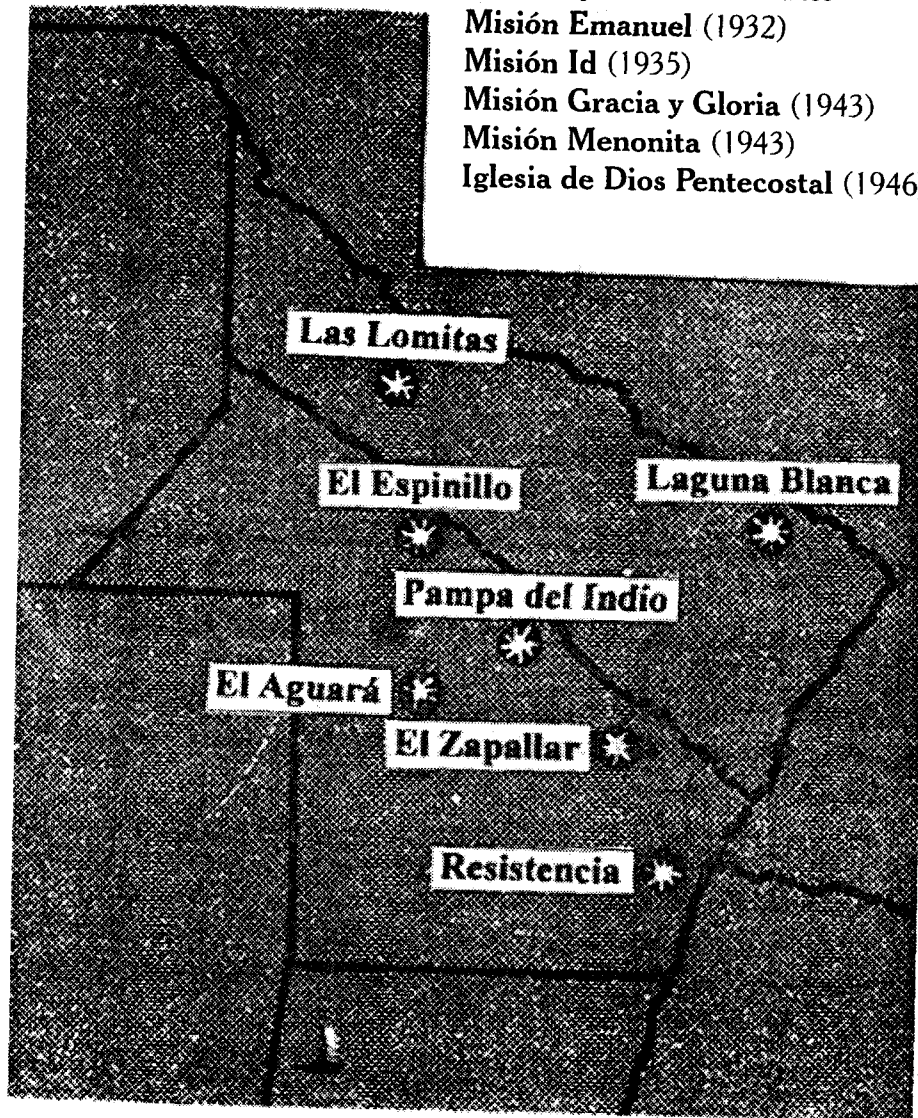 Misión Emanuel (1932)
Misión Id (1935)
Misión Gracia y Gloria (1943)
Misión Menonita (1943)
Iglesia de Dios Pentecostal (1946
Las Lomitas
El Espinillo
Laguna Blanca
Pampa del Indio
El Aguará
El Zapallar
Resistencia